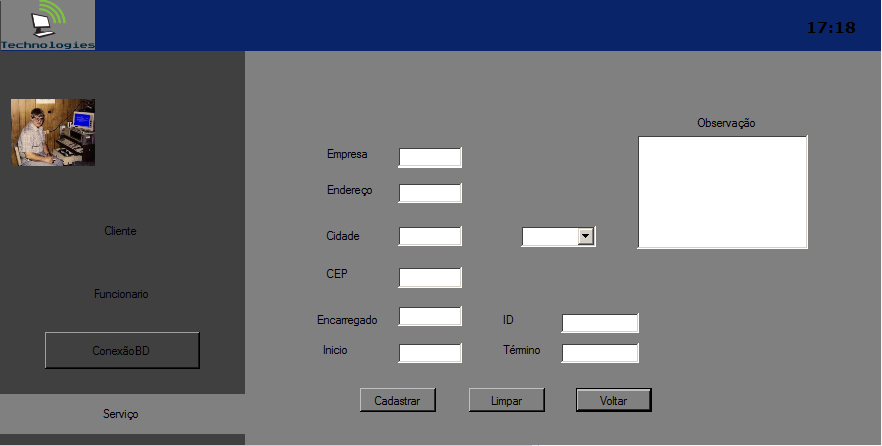 Technologies
17:18
Cliente
Funcionario
ConexãoBD
Serviço
Observação
Empresa
Endereço
Cidade
CEP
Encarregado
ID
Inicio
Término
Cadastrar
Limpar
Voltar